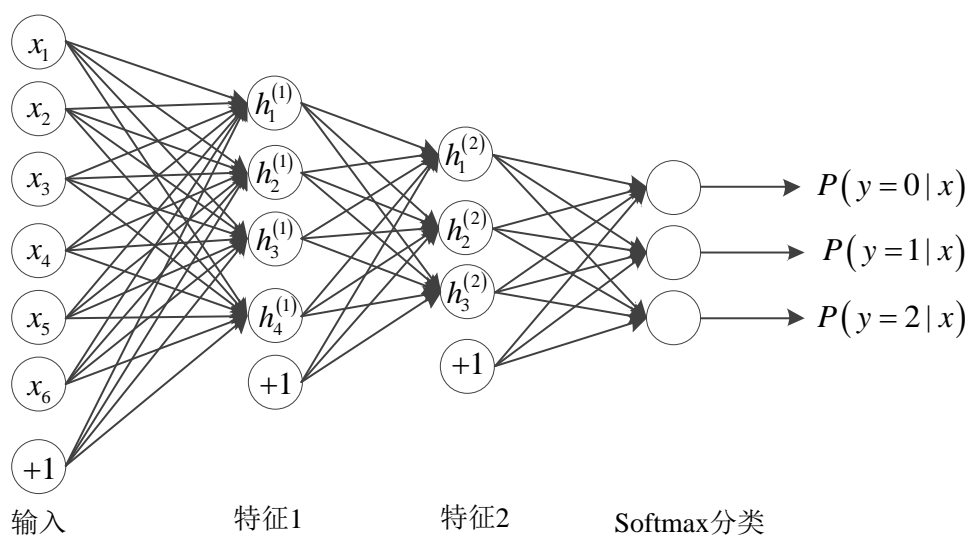 x₁
x₂
x₃
x₄
x₅
x₆
+1
h₁⁽¹⁾
h₂⁽¹⁾
h₃⁽¹⁾
h₄⁽¹⁾
+1
h₁⁽²⁾
h₂⁽²⁾
h₃⁽²⁾
+1
P(y=0|x)
P(y=1|x)
P(y=2|x)
输入 特征1 特征2 Softmax分类